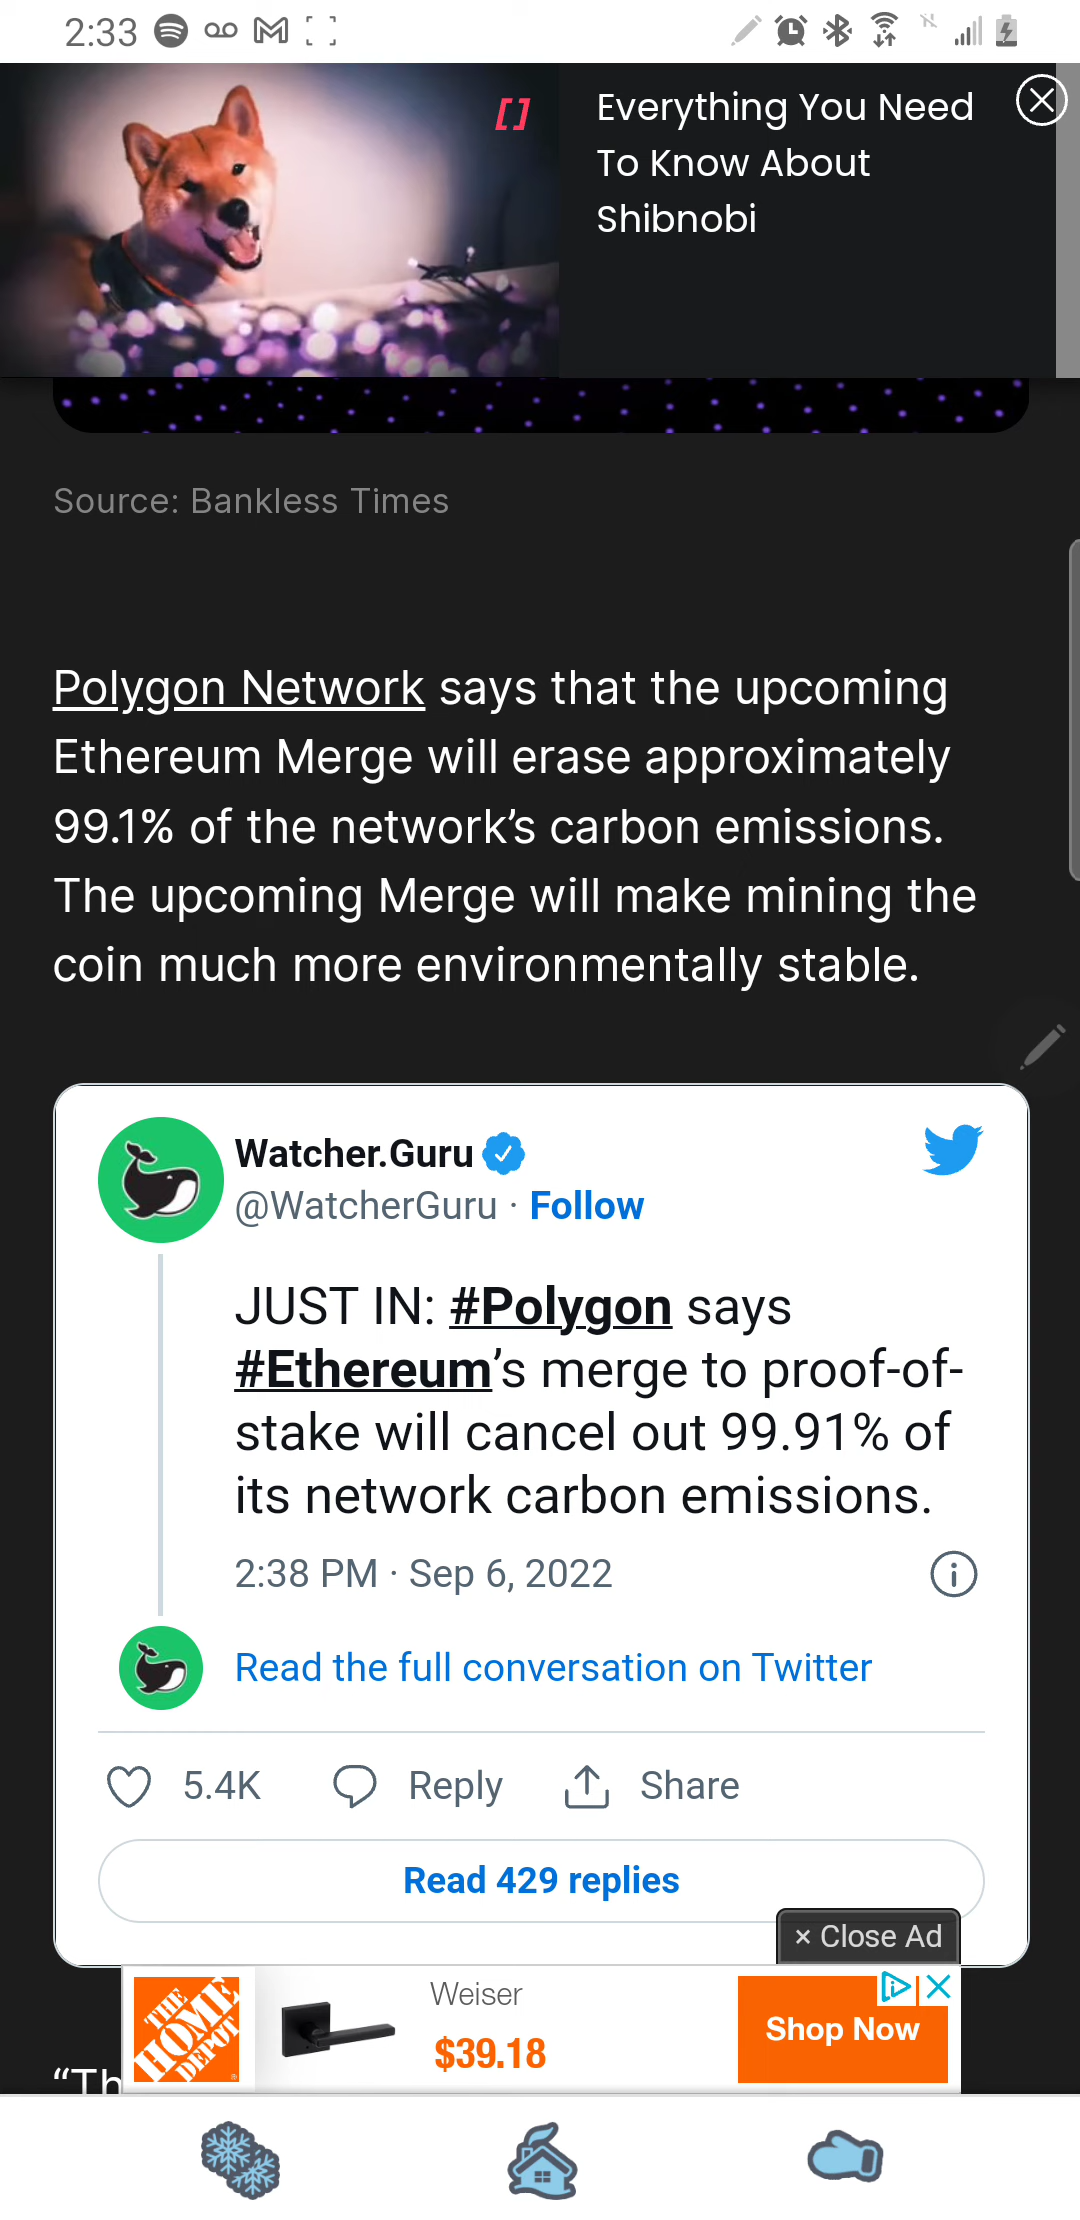 2:33
Everything You Need
To Know About
Shibnobi
Source: Bankless Times
Polygon Network says that the upcoming
Ethereum Merge will erase approximately
99.1% of the network’s carbon emissions.
The upcoming Merge will make mining the
coin much more environmentally stable.
Watcher.Guru
@WatcherGuru · Follow
JUST IN: #Polygon says
#Ethereum’s merge to proof-of-
stake will cancel out 99.91% of
its network carbon emissions.
2:38 PM · Sep 6, 2022
Read the full conversation on Twitter
5.4K Reply Share
Read 429 replies
× Close Ad
THE
HOME
DEPOT
Weiser
$39.18
Shop Now
“Th